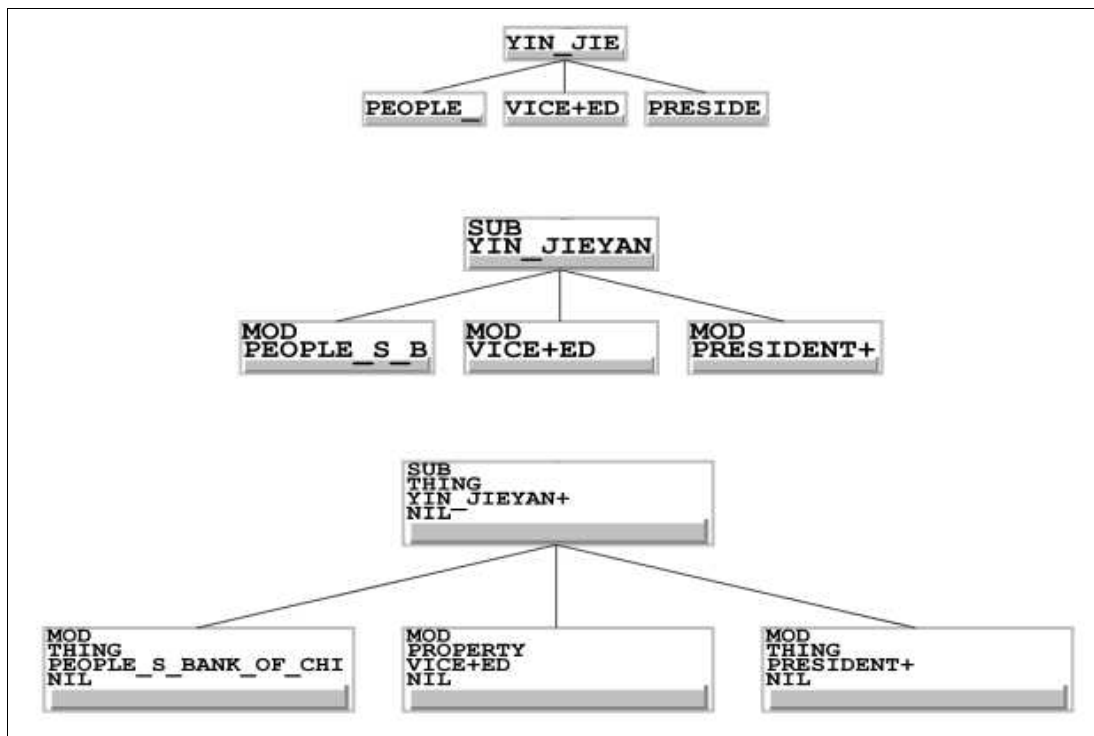 YIN_JIE
PEOPLE_ VICE+ED PRESIDE
SUB
YIN_JIEYAN
MOD MOD MOD
PEOPLE_S_B VICE+ED PRESIDENT+
SUB
THING
YIN_JIEYAN+
NIL
MOD MOD MOD
THING PROPERTY THING
PEOPLE_S_BANK_OF_CHI VICE+ED PRESIDENT+
NIL NIL NIL